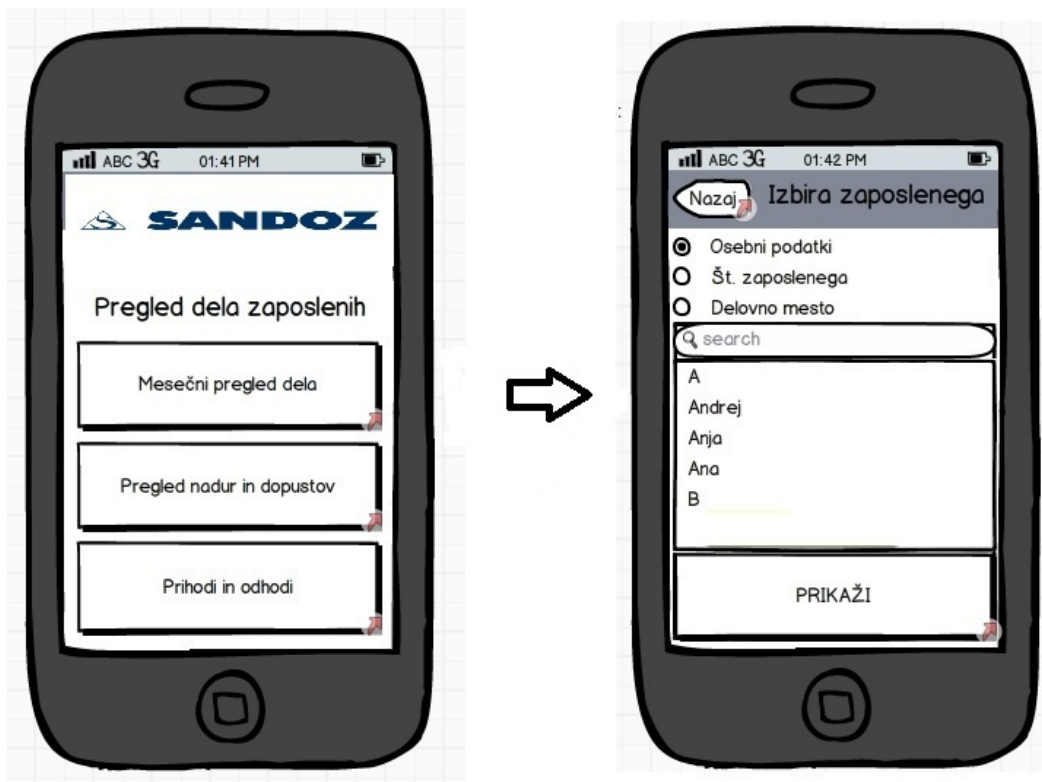 ABC 3G 01:41 PM
SANDOZ
Pregled dela zaposlenih
Mesečni pregled dela
Pregled nadur in dopustov
Prihodi in odhodi
ABC 3G 01:42 PM
Nazaj Izbira zaposlenega
Osebni podatki
Št. zaposlenega
Delovno mesto
search
A
Andrej
Anja
Ana
B
PRIKAŽI